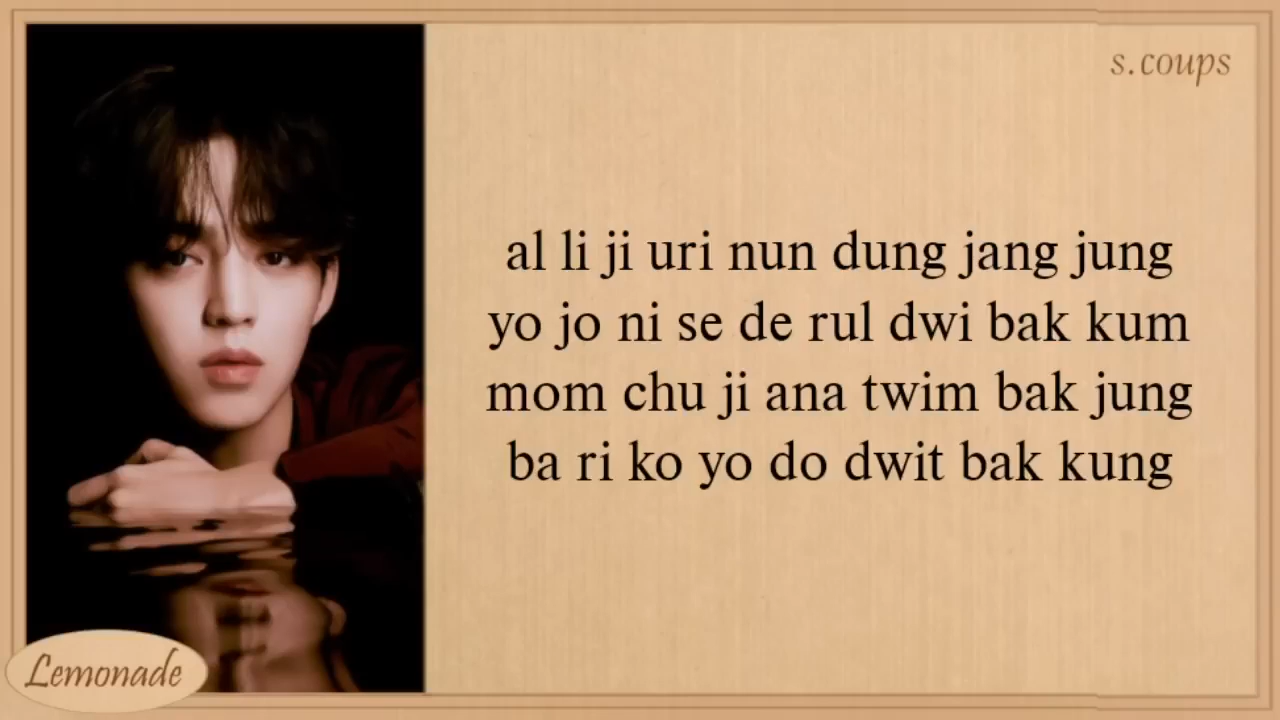 s.coups
al li ji uri nun dung jang jung
yo jo ni se de rul dwi bak kum
mom chu ji ana twim bak jung
ba ri ko yo do dwit bak kung
Lemonade